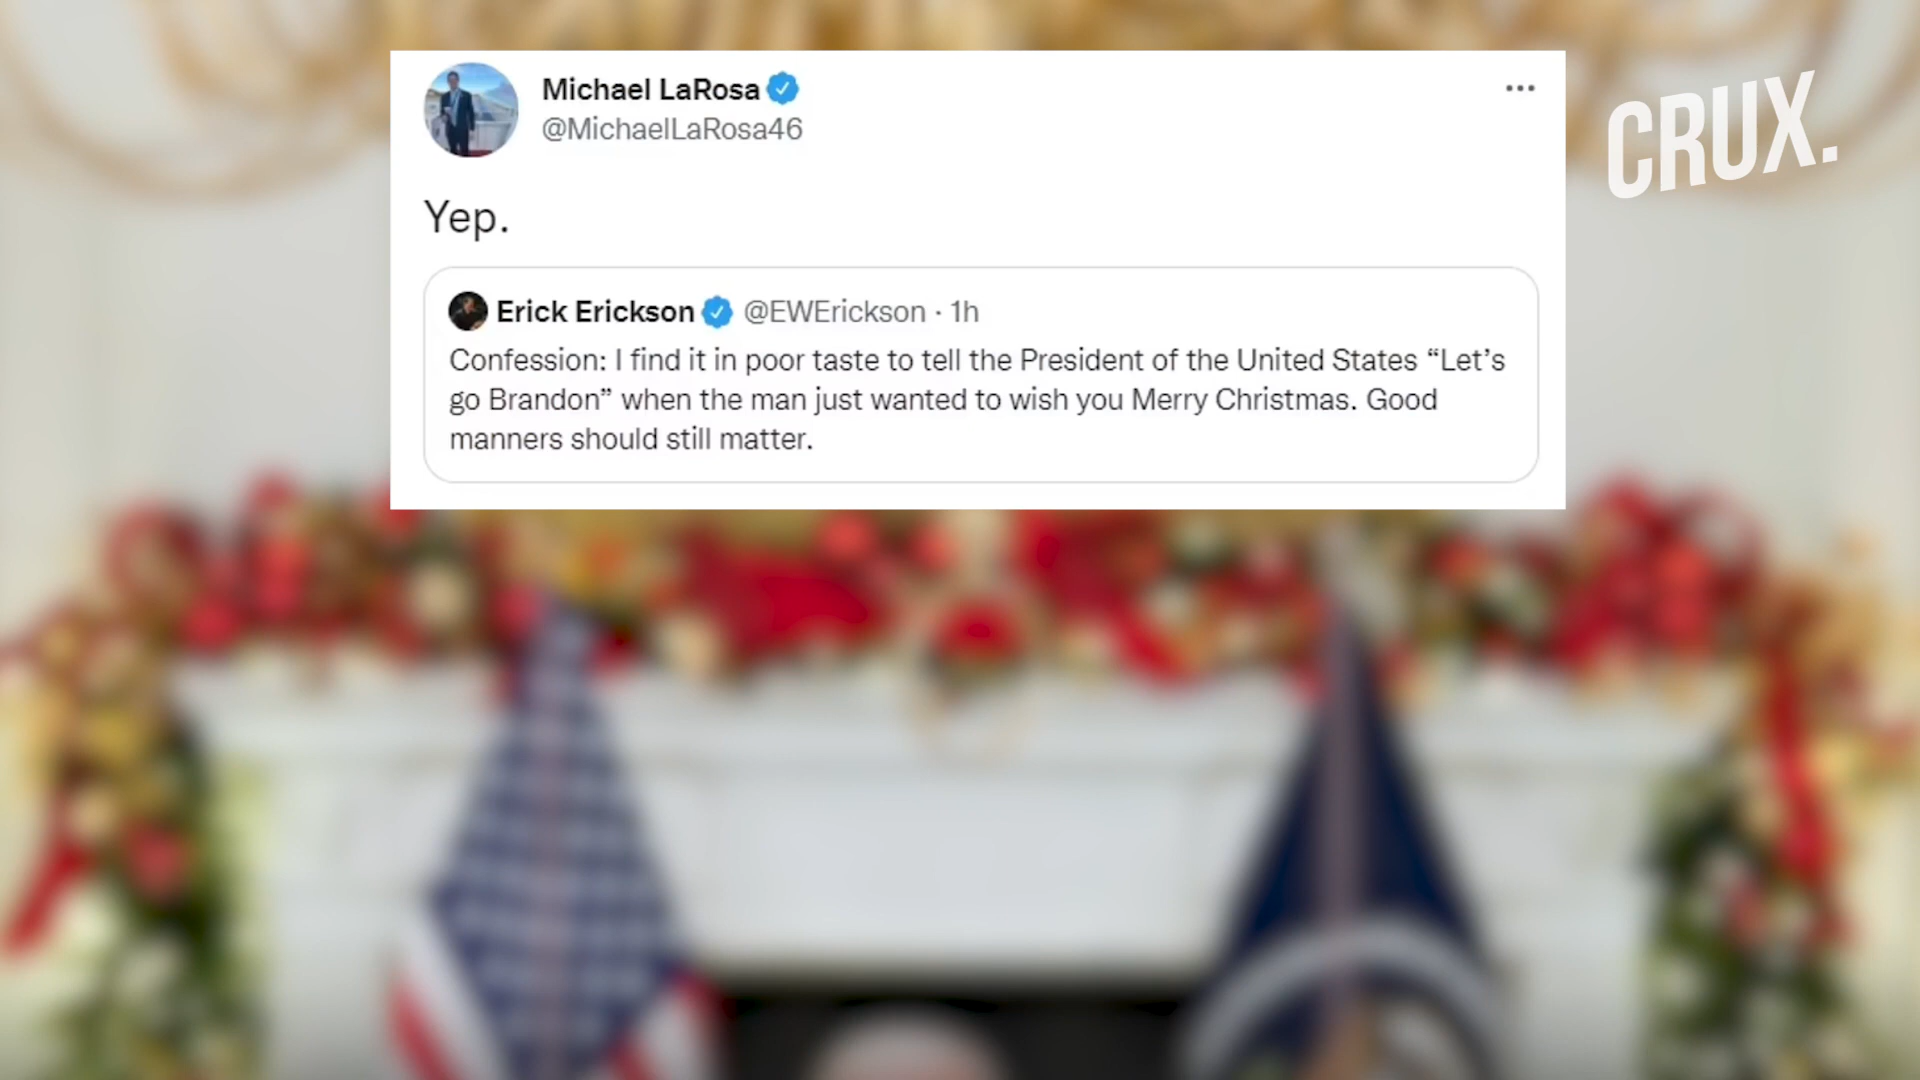 Michael LaRosa
@MichaelLaRosa46
CRUX.
Yep.
Erick Erickson @EWErickson · 1h
Confession: I find it in poor taste to tell the President of the United States “Let’s
go Brandon” when the man just wanted to wish you Merry Christmas. Good
manners should still matter.